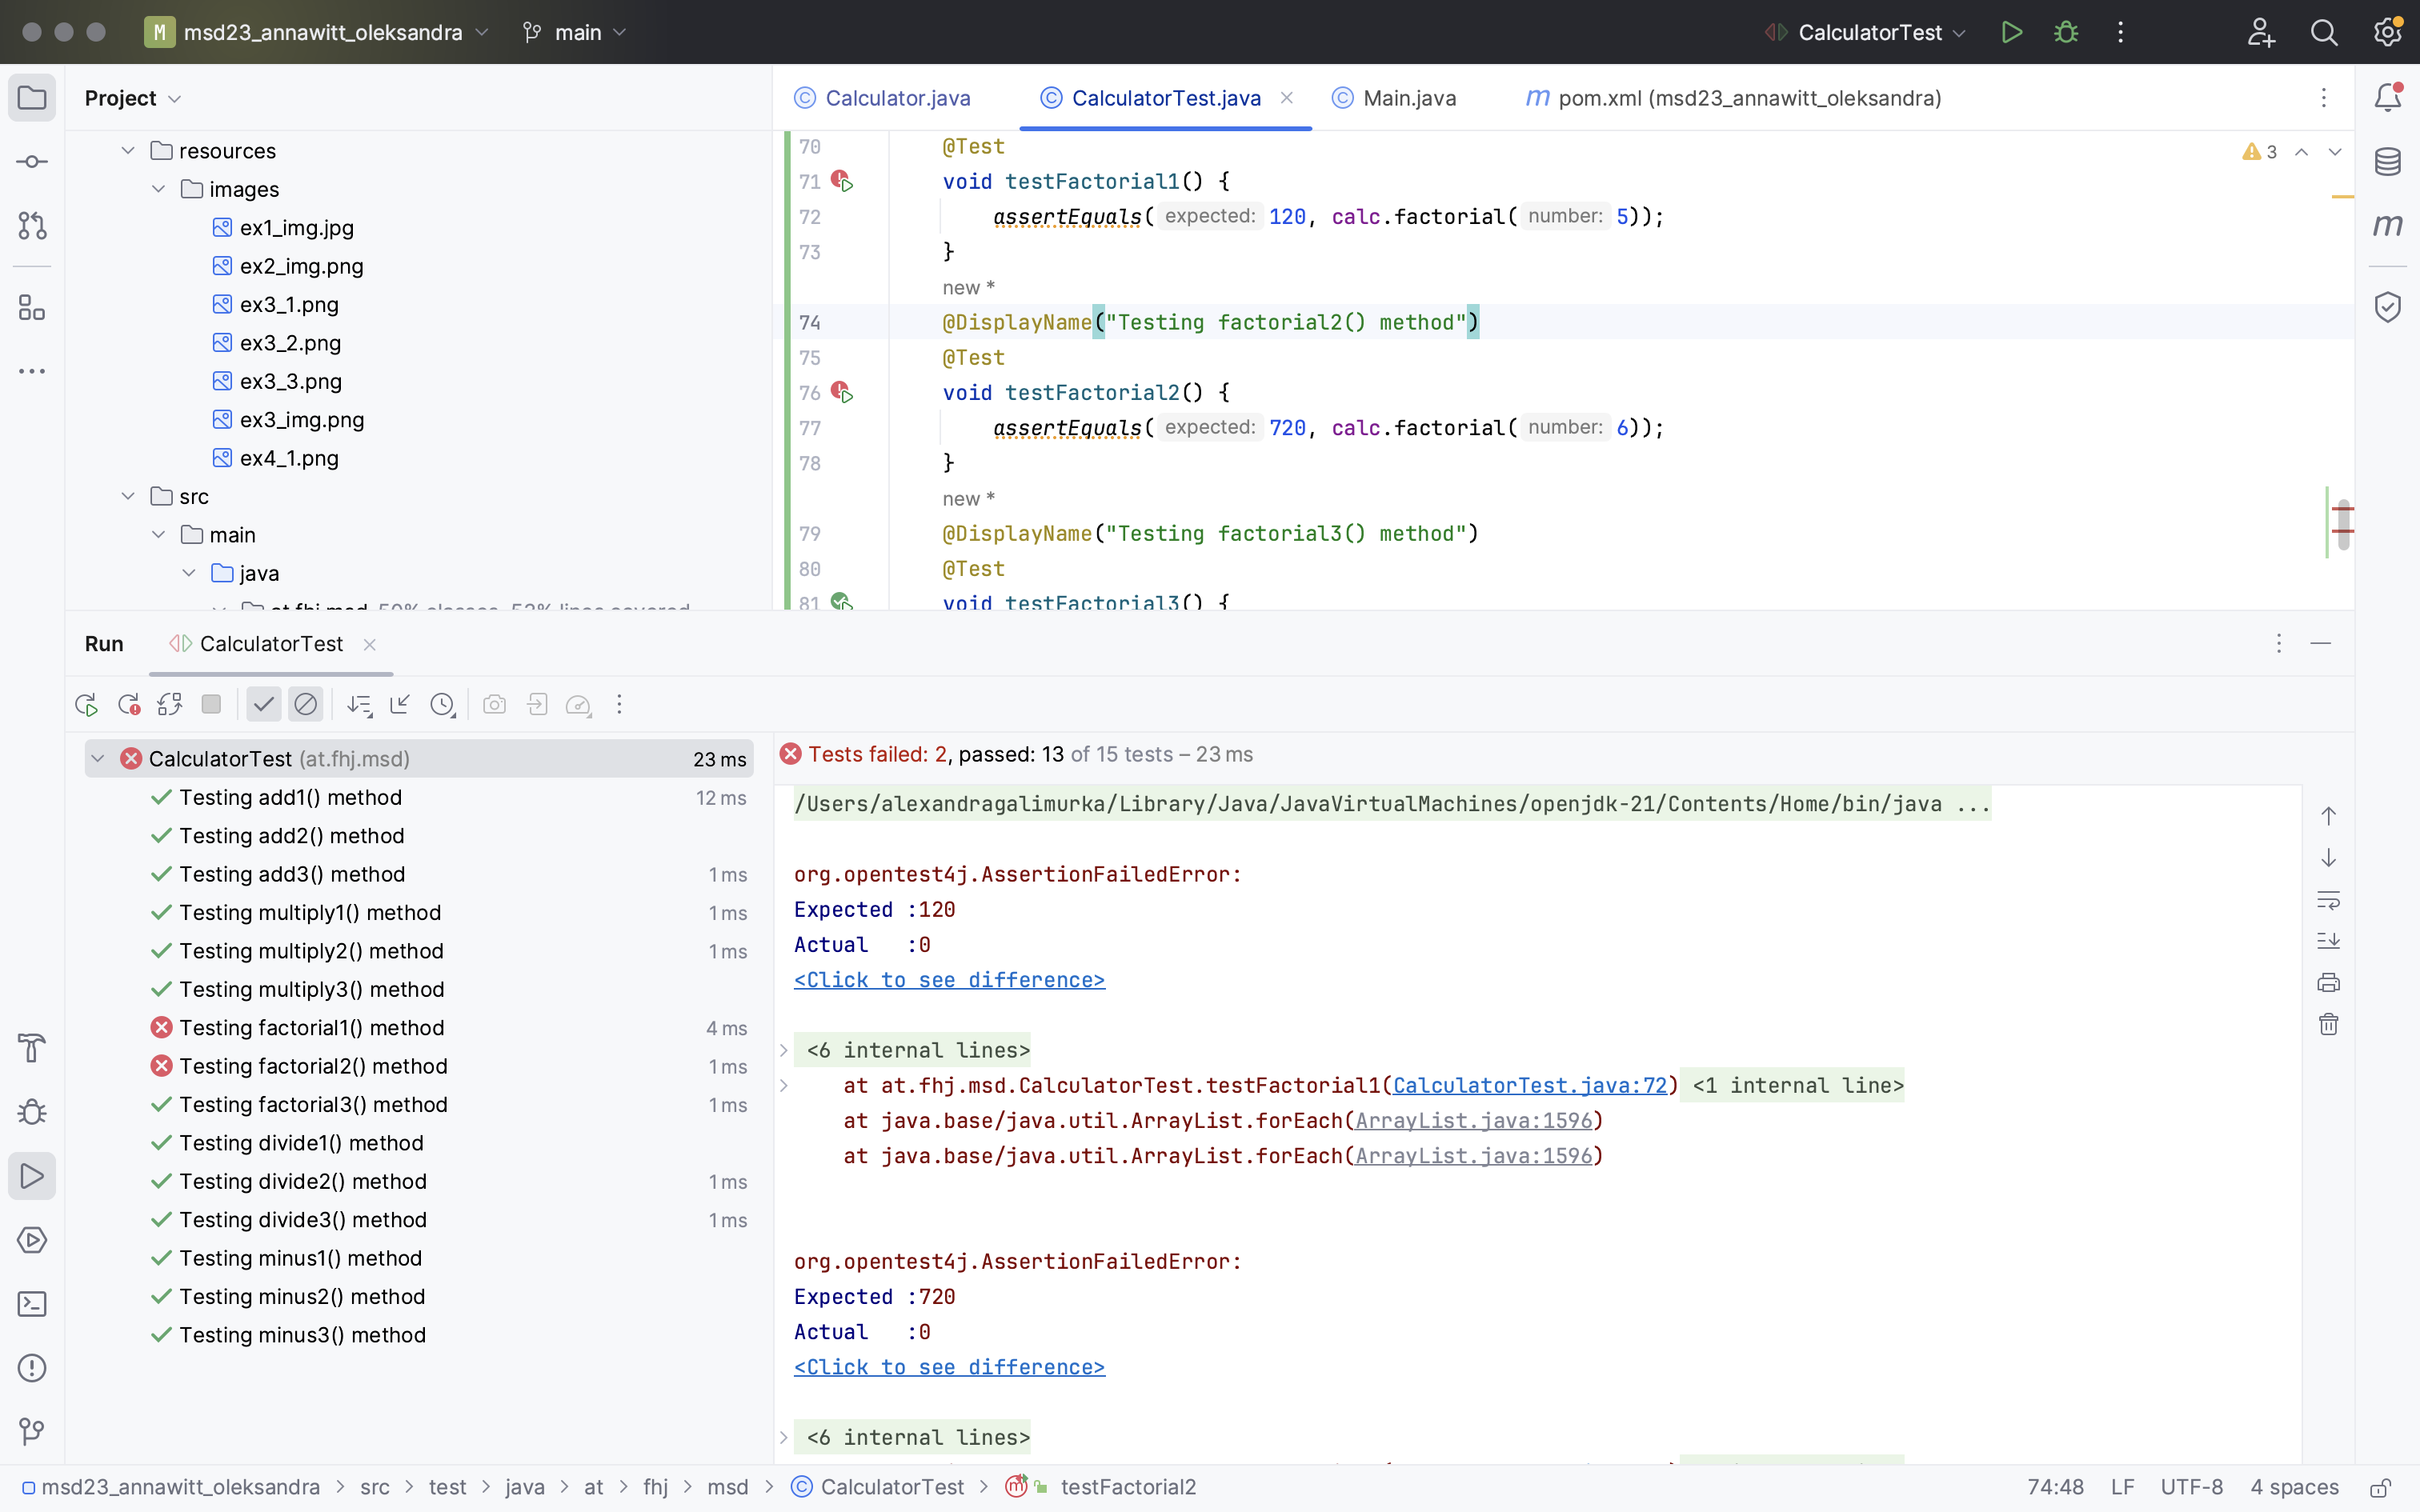 M msd23_annawitt_oleksandra main CalculatorTest
Project
resources
images
ex1_img.jpg
ex2_img.png
ex3_1.png
ex3_2.png
ex3_3.png
ex3_img.png
ex4_1.png
src
main
java
at.fhj.msd 50% classes, 52% lines covered
Calculator.java CalculatorTest.java Main.java m pom.xml (msd23_annawitt_oleksandra)
3
70 @Test
71 void testFactorial1() {
72 assertEquals( expected: 120, calc.factorial( number: 5));
73 }
new *
74 @DisplayName("Testing factorial2() method")
75 @Test
76 void testFactorial2() {
77 assertEquals( expected: 720, calc.factorial( number: 6));
78 }
new *
79 @DisplayName("Testing factorial3() method")
80 @Test
81 void testFactorial3() {
Run CalculatorTest
CalculatorTest (at.fhj.msd) 23 ms
Testing add1() method 12 ms
Testing add2() method
Testing add3() method 1 ms
Testing multiply1() method 1 ms
Testing multiply2() method 1 ms
Testing multiply3() method
Testing factorial1() method 4 ms
Testing factorial2() method 1 ms
Testing factorial3() method 1 ms
Testing divide1() method
Testing divide2() method 1 ms
Testing divide3() method 1 ms
Testing minus1() method
Testing minus2() method
Testing minus3() method
Tests failed: 2, passed: 13 of 15 tests – 23 ms
/Users/alexandragalimurka/Library/Java/JavaVirtualMachines/openjdk-21/Contents/Home/bin/java ...
org.opentest4j.AssertionFailedError:
Expected :120
Actual :0
<Click to see difference>
<6 internal lines>
at at.fhj.msd.CalculatorTest.testFactorial1(CalculatorTest.java:72) <1 internal line>
at java.base/java.util.ArrayList.forEach(ArrayList.java:1596)
at java.base/java.util.ArrayList.forEach(ArrayList.java:1596)
org.opentest4j.AssertionFailedError:
Expected :720
Actual :0
<Click to see difference>
<6 internal lines>
msd23_annawitt_oleksandra > src > test > java > at > fhj > msd > CalculatorTest > testFactorial2 74:48 LF UTF-8 4 spaces